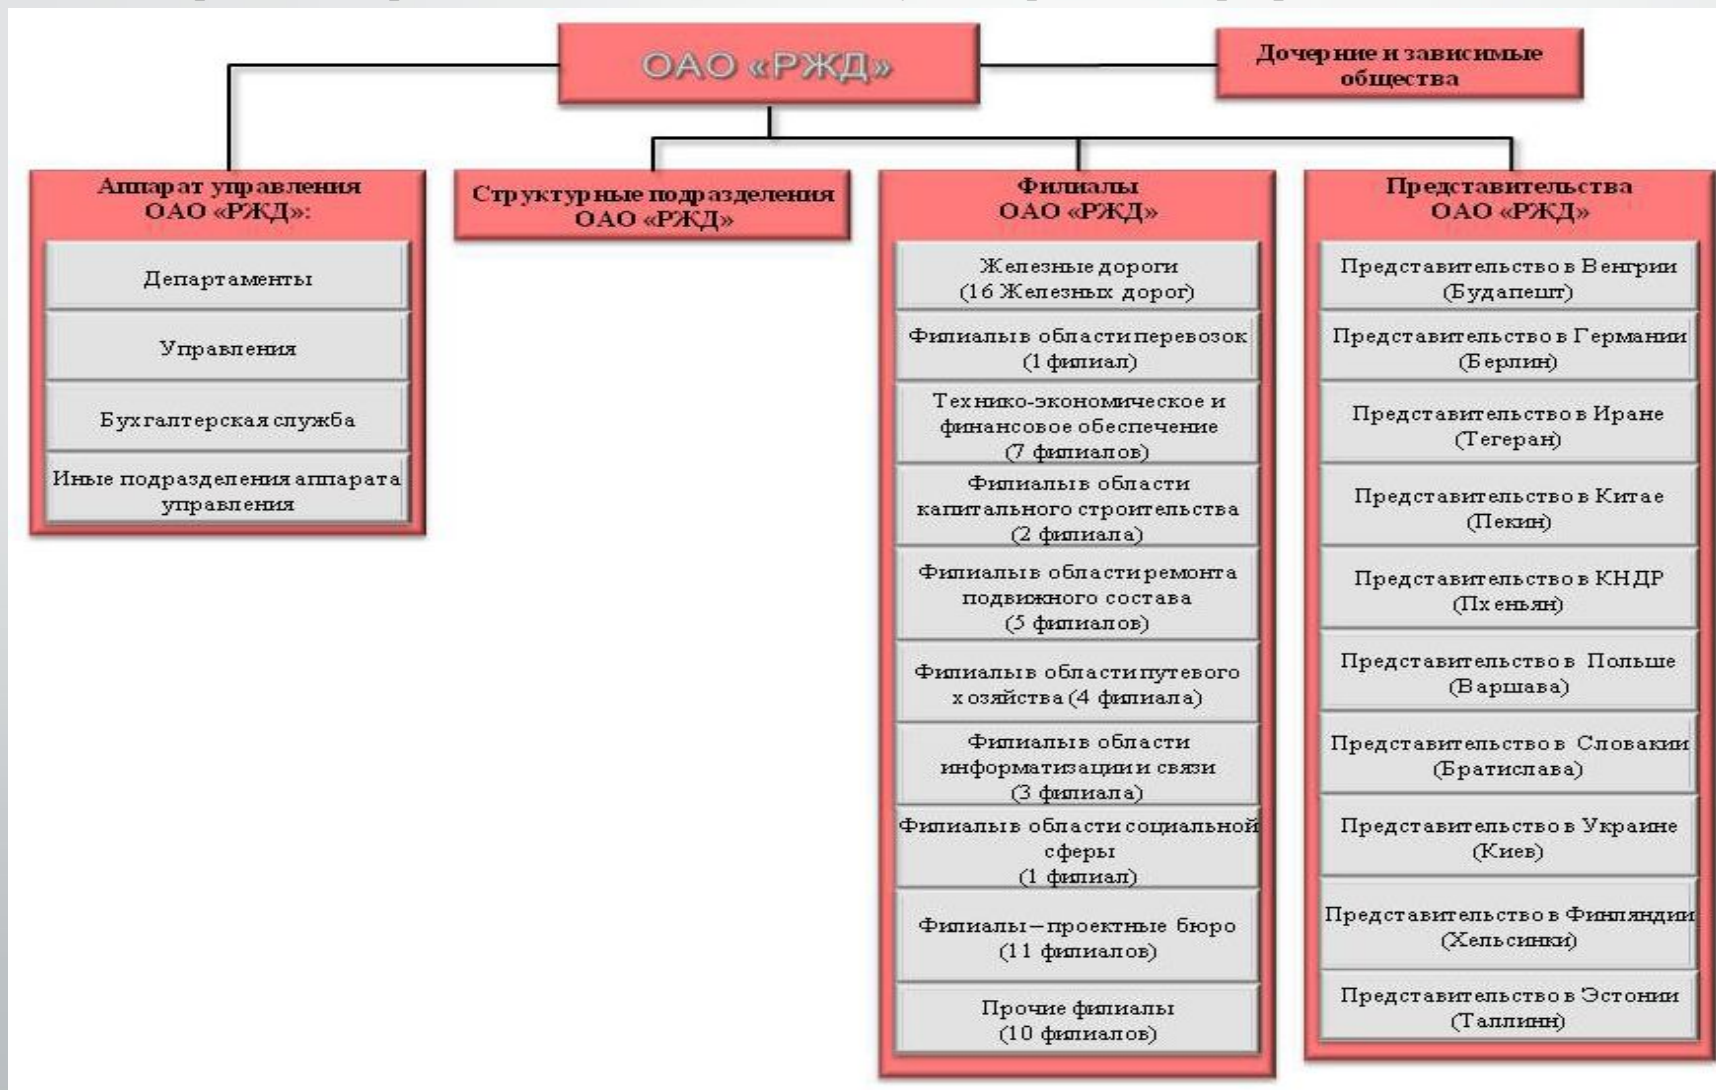 ОАО «РЖД»
Дочерние и зависимые
общества
Аппарат управления
ОАО «РЖД»:
Департаменты
Управления
Бухгалтерская служба
Иные подразделения аппарата
управления
Структурные подразделения
ОАО «РЖД»
Филиалы
ОАО «РЖД»
Железные дороги
(16 Железных дорог)
Филиалы в области перевозок
(1 филиал)
Технико-экономическое и
финансовое обеспечение
(7 филиалов)
Филиалы в области
капитального строительства
(2 филиала)
Филиалы в области ремонта
подвижного состава
(5 филиалов)
Филиалы в области путевого
хозяйства (4 филиала)
Филиалы в области
информатизации и связи
(3 филиала)
Филиалы в области социальной
сферы
(1 филиал)
Филиалы – проектные бюро
(11 филиалов)
Прочие филиалы
(10 филиалов)
Представительства
ОАО «РЖД»
Представительство в Венгрии
(Будапешт)
Представительство в Германии
(Берлин)
Представительство в Иране
(Тегеран)
Представительство в Китае
(Пекин)
Представительство в КНДР
(Пхеньян)
Представительство в Польше
(Варшава)
Представительство в Словакии
(Братислава)
Представительство в Украине
(Киев)
Представительство в Финляндии
(Хельсинки)
Представительство в Эстонии
(Таллинн)